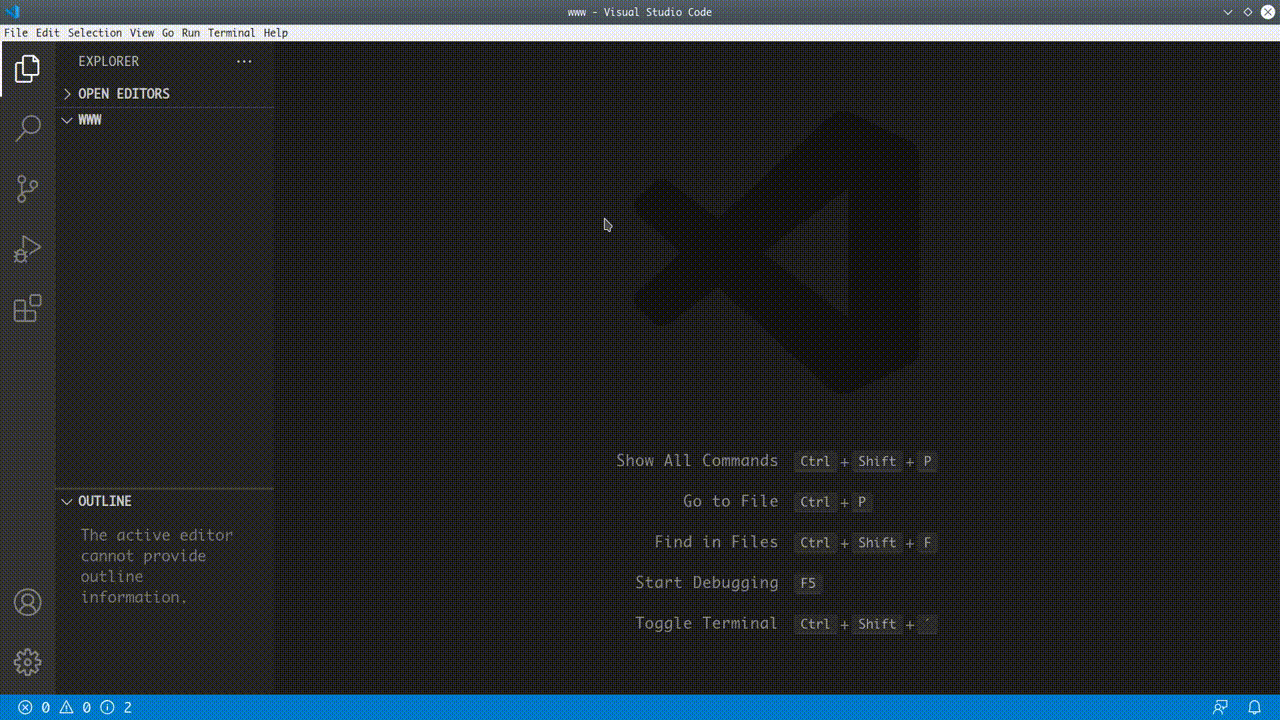 www - Visual Studio Code
File Edit Selection View Go Run Terminal Help
EXPLORER
OPEN EDITORS
WWW
Show All Commands Ctrl + Shift + P
Go to File Ctrl + P
Find in Files Ctrl + Shift + F
Start Debugging F5
Toggle Terminal Ctrl + Shift + ´
OUTLINE
The active editor
cannot provide
outline
information.
0 0 2